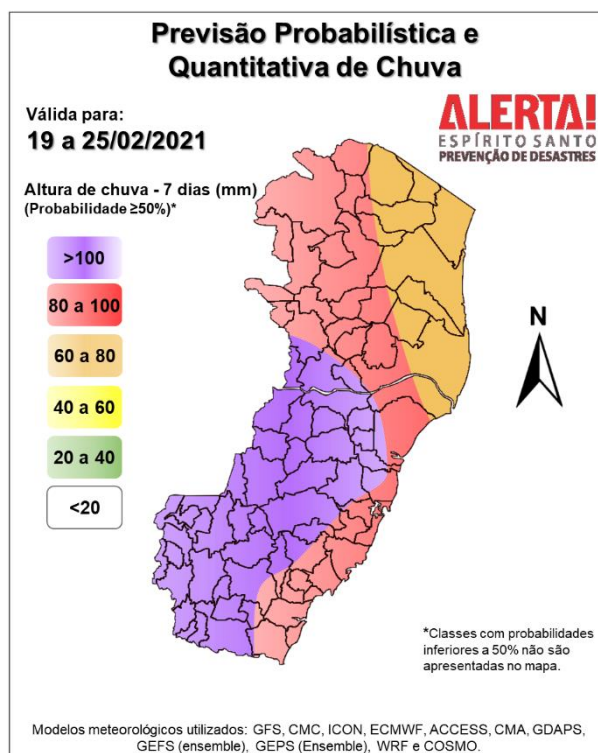 Previsão Probabilística e
Quantitativa de Chuva
Válida para:
19 a 25/02/2021
ALERTA!
ESPÍRITO SANTO
PREVENÇÃO DE DESASTRES
Altura de chuva - 7 dias (mm)
(Probabilidade ≥50%)*
>100
80 a 100
60 a 80
40 a 60
20 a 40
<20
N
*Classes com probabilidades
inferiores a 50% não são
apresentadas no mapa.
Modelos meteorológicos utilizados: GFS, CMC, ICON, ECMWF, ACCESS, CMA, GDAPS,
GEFS (ensemble), GEPS (Ensemble), WRF e COSMO.